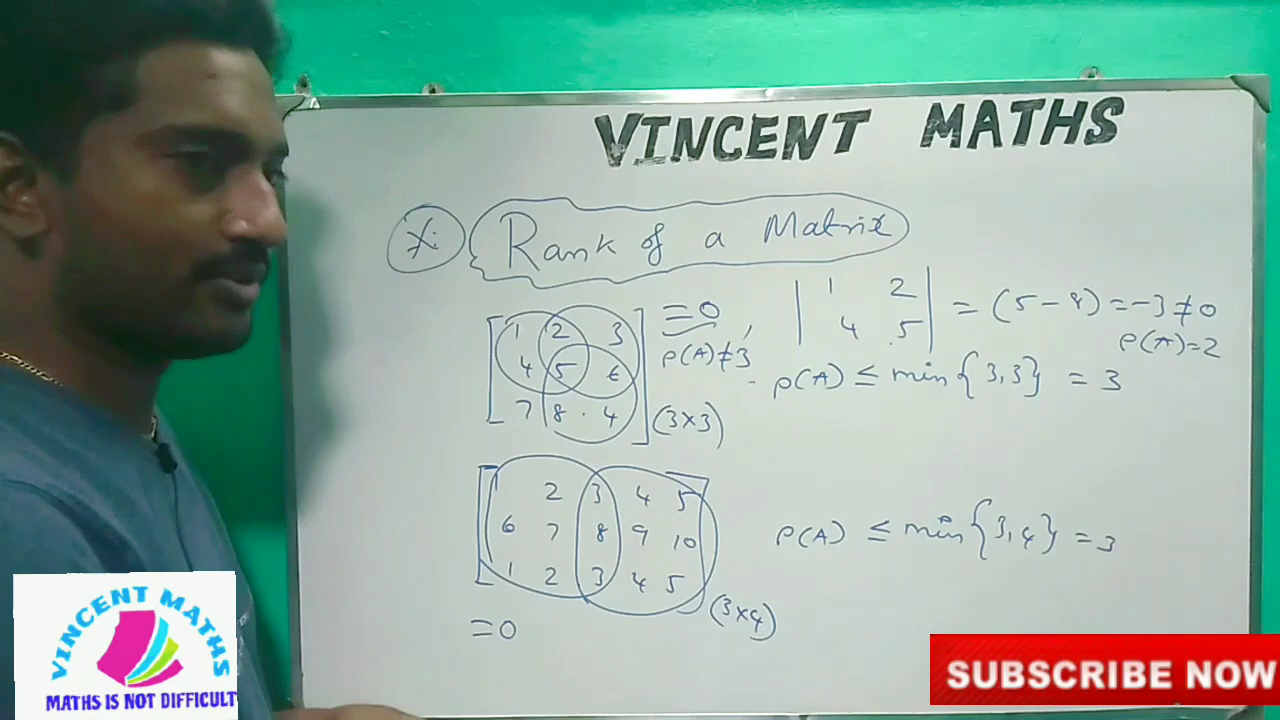 VINCENT MATHS
X: Rank of a Matrix
[1 2 3
4 5 6
7 8 4] (3×3)
= 0
ρ(A) ≠ 3,
|1 2
4 5| = (5-8) = -3 ≠ 0
ρ(A) = 2
ρ(A) ≤ min{3,3} = 3
[ 2 3 4 5
6 7 8 9 10
1 2 3 4 5] (3×4)
= 0
ρ(A) ≤ min{3,4} = 3
VINCENT MATHS
MATHS IS NOT DIFFICULT
SUBSCRIBE NOW